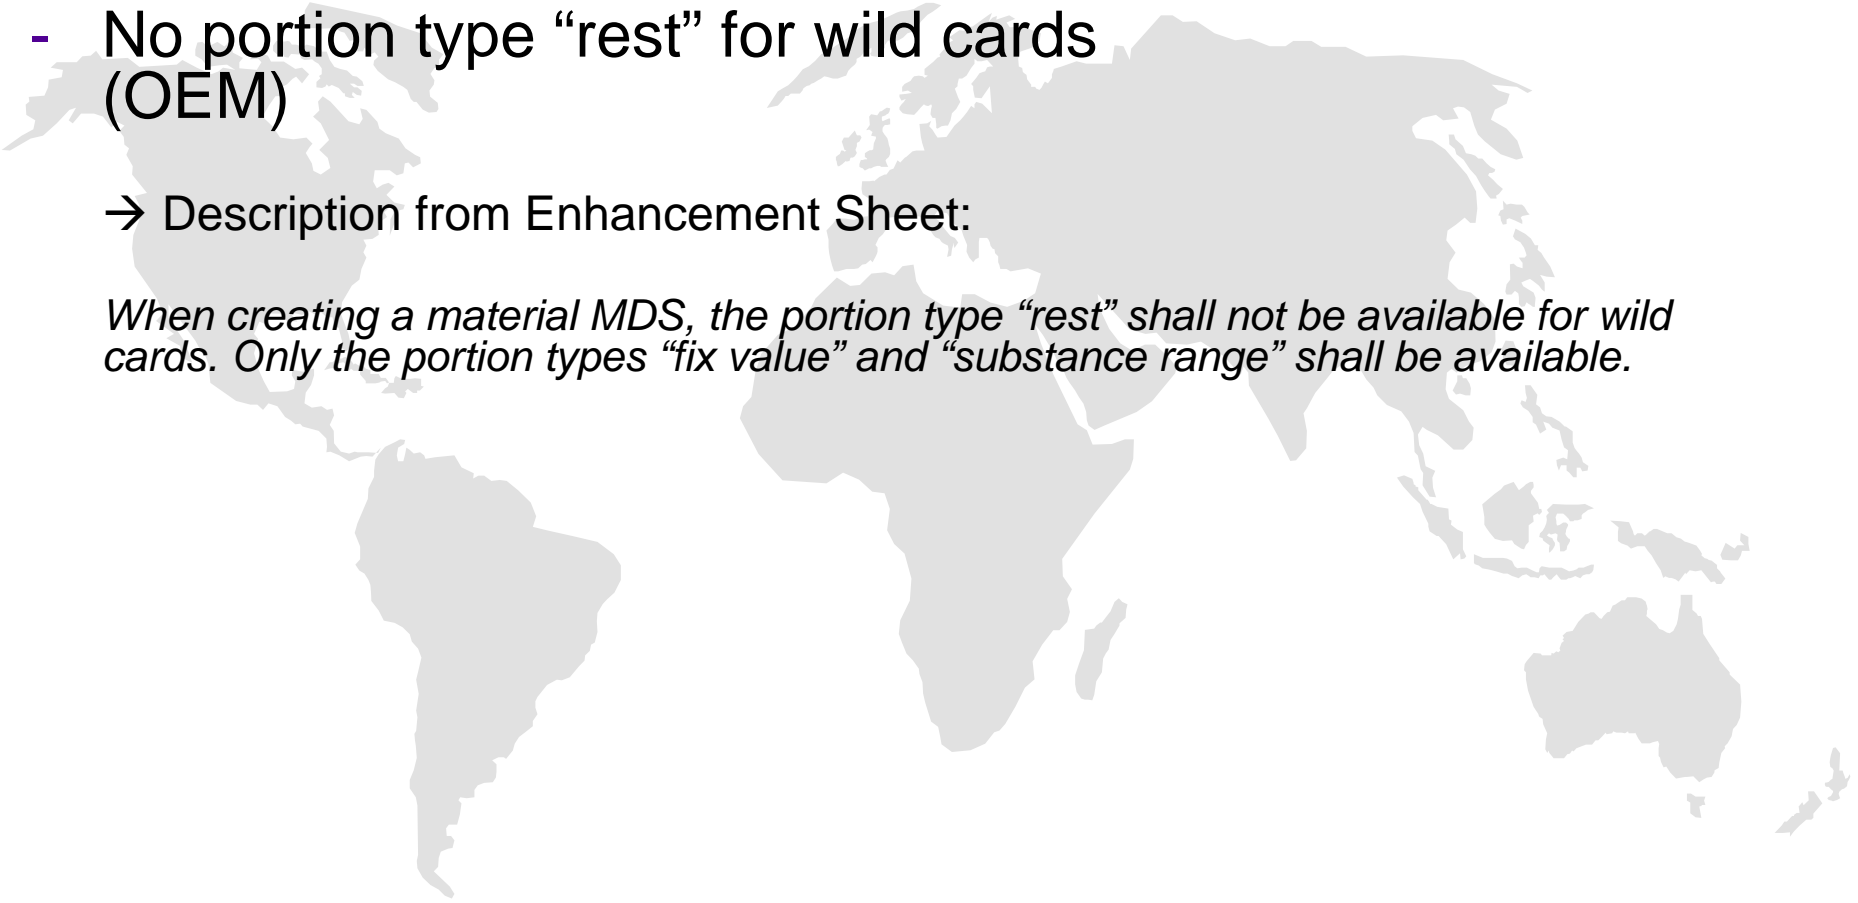 - No portion type “rest” for wild cards
(OEM)
→ Description from Enhancement Sheet:
When creating a material MDS, the portion type “rest” shall not be available for wild
cards. Only the portion types “fix value” and “substance range” shall be available.